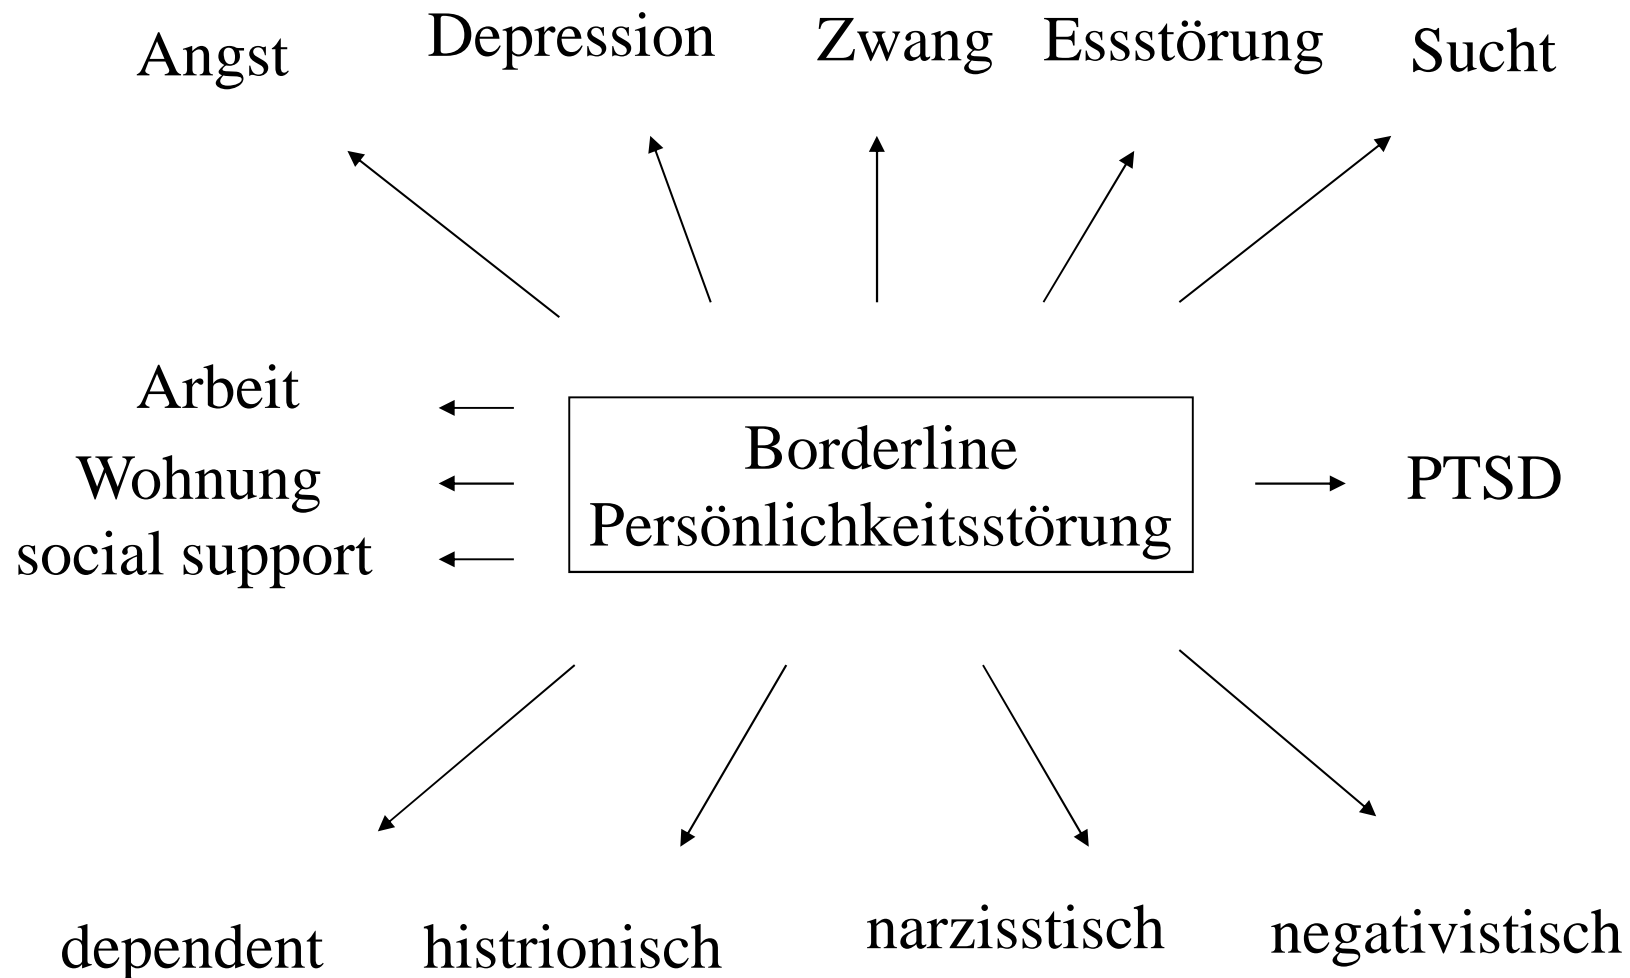 Angst
Depression
Zwang
Essstörung
Sucht
Arbeit
Wohnung
social support
Borderline
Persönlichkeitsstörung
PTSD
dependent
histrionisch
narzisstisch
negativistisch